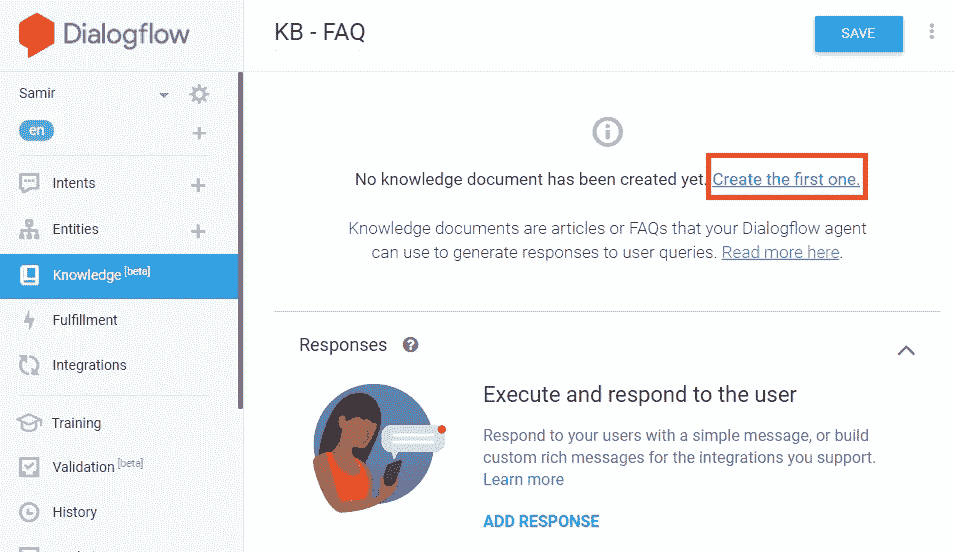 Dialogflow
KB - FAQ
SAVE
Samir
en
Intents
Entities
Knowledge [beta]
Fulfillment
Integrations
Training
Validation [beta]
History
No knowledge document has been created yet. Create the first one.
Knowledge documents are articles or FAQs that your Dialogflow agent
can use to generate responses to user queries. Read more here.
Responses
Execute and respond to the user
Respond to your users with a simple message, or build
custom rich messages for the integrations you support.
Learn more
ADD RESPONSE